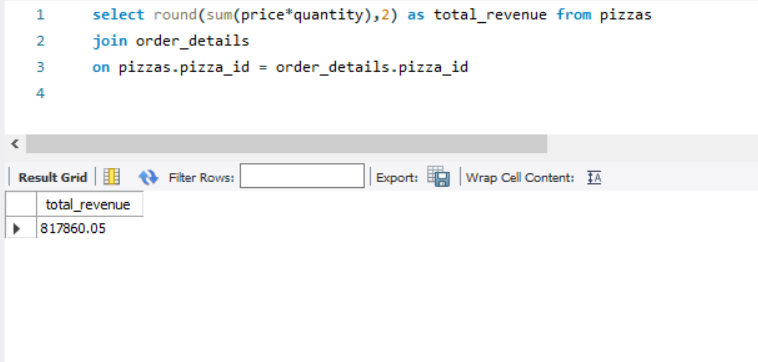 1 select round(sum(price*quantity),2) as total_revenue from pizzas
2 join order_details
3 on pizzas.pizza_id = order_details.pizza_id
4
Result Grid Filter Rows: Export: Wrap Cell Content: IA
total_revenue
817860.05